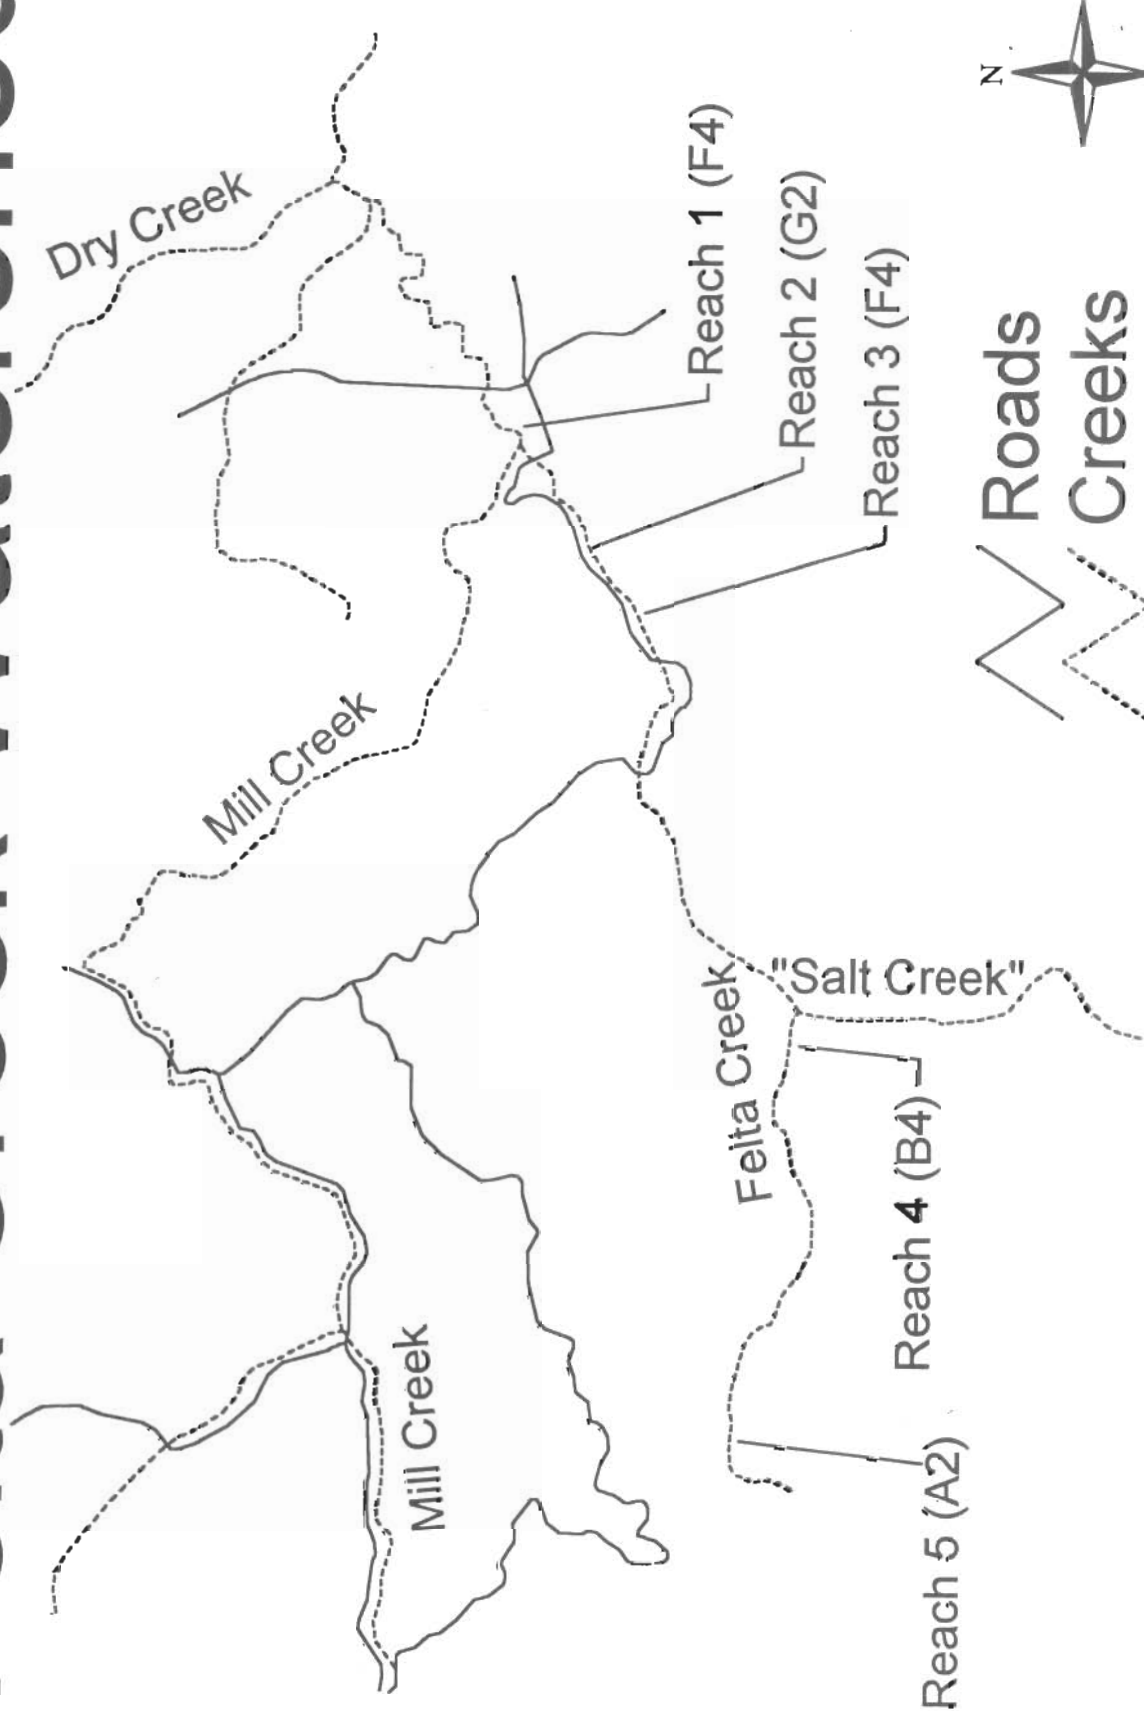 Dry Creek
Mill Creek
Mill Creek
Felta Creek
"Salt Creek"
Reach 1 (F4)
Reach 2 (G2)
Reach 3 (F4)
Reach 4 (B4)
Reach 5 (A2)
N
Roads
Creeks